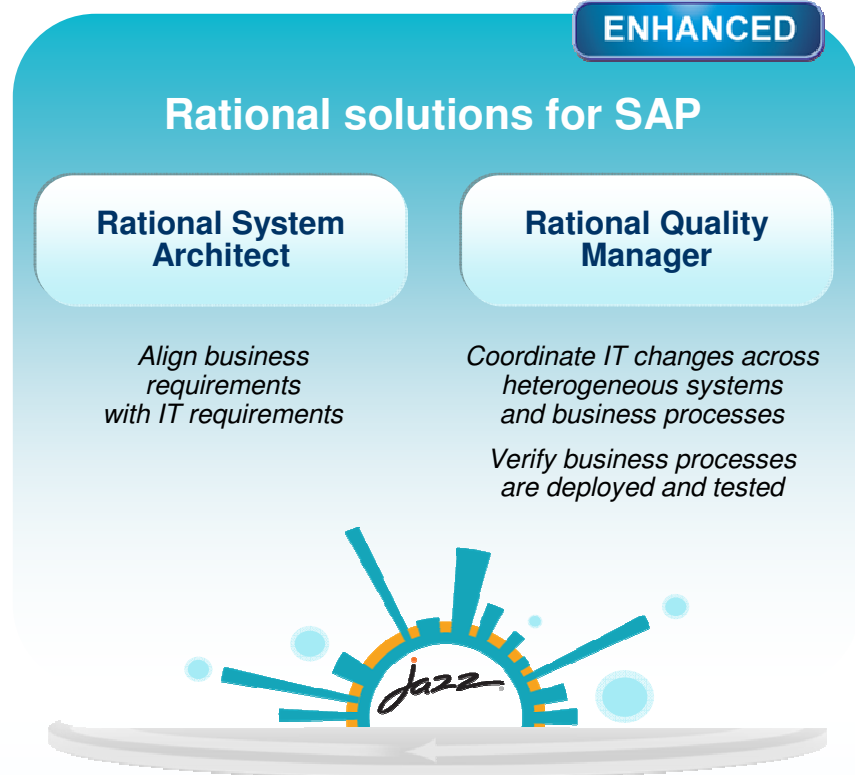 ENHANCED
Rational solutions for SAP
Rational System
Architect
Rational Quality
Manager
Align business
requirements
with IT requirements
Coordinate IT changes across
heterogeneous systems
and business processes
Verify business processes
are deployed and tested
jazz